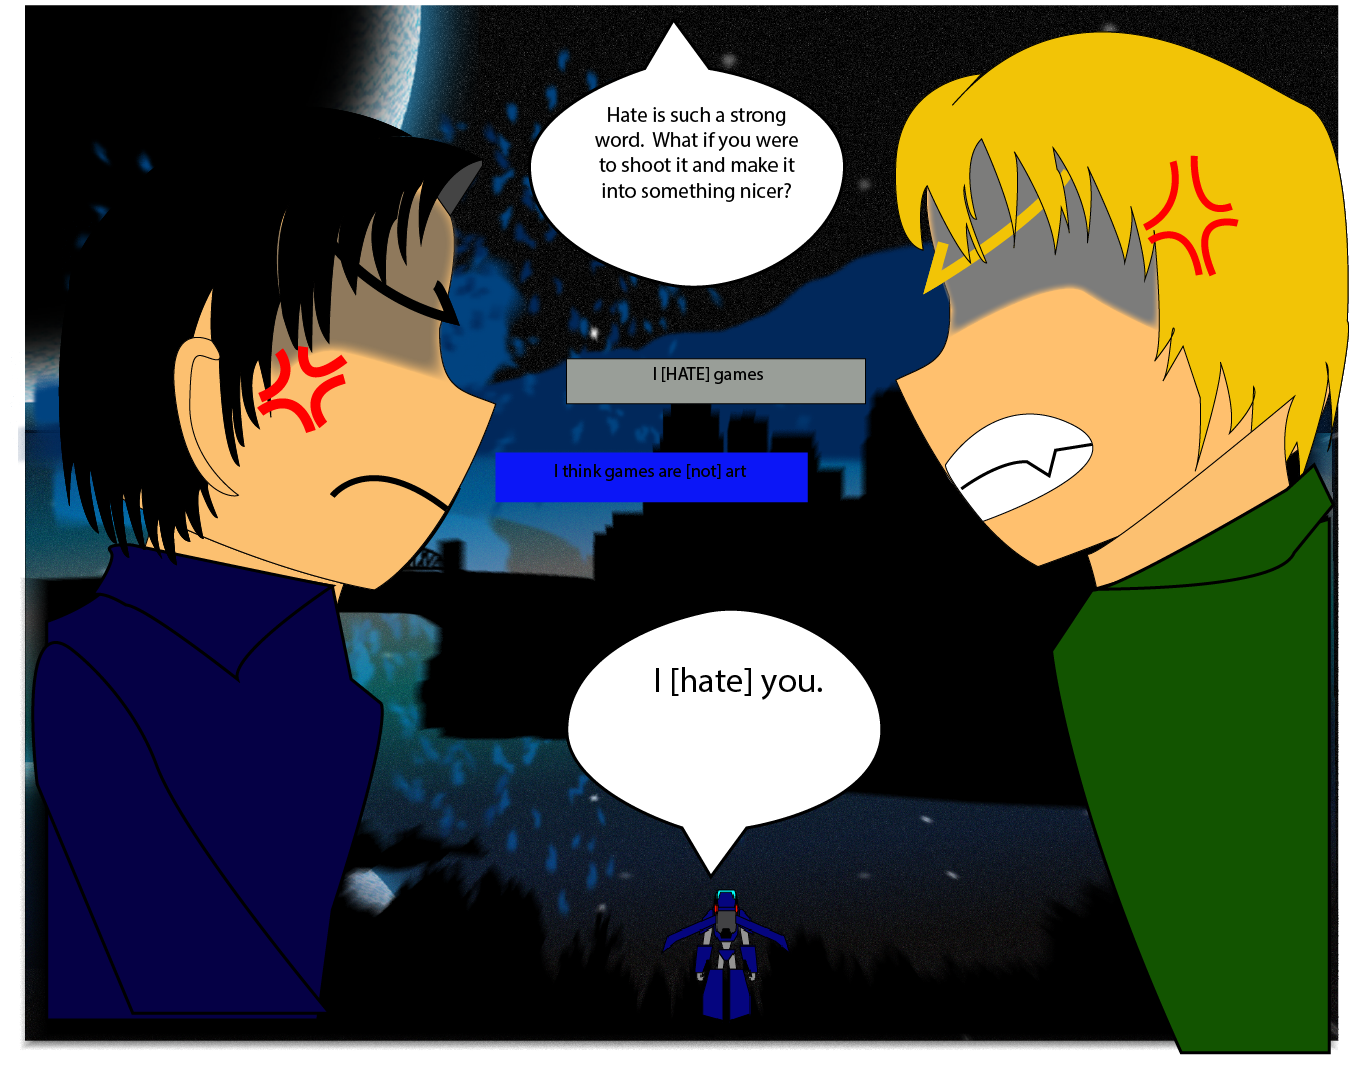 Hate is such a strong
word.  What if you were
to shoot it and make it
into something nicer?
I [HATE] games
I think games are [not] art
I [hate] you.